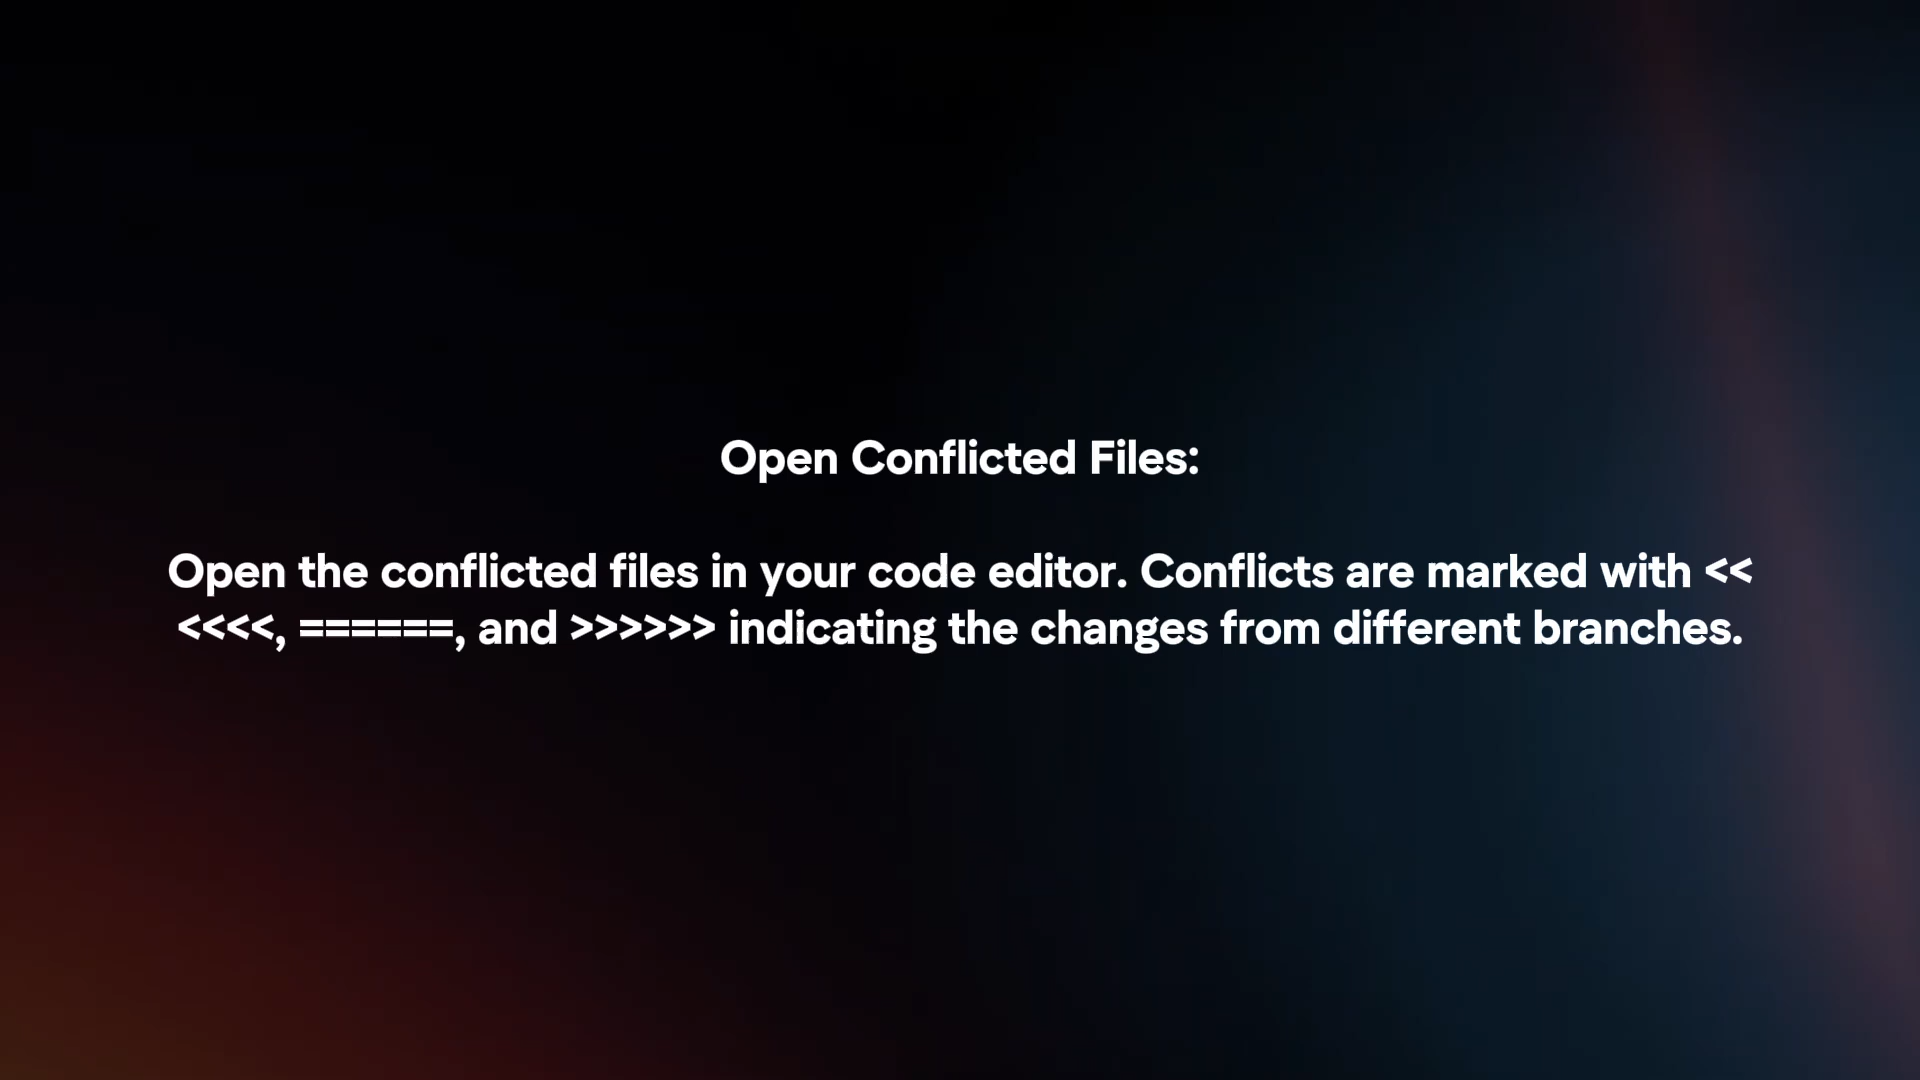 Open Conflicted Files:
Open the conflicted files in your code editor. Conflicts are marked with <<
<<<<, ======, and >>>>>> indicating the changes from different branches.